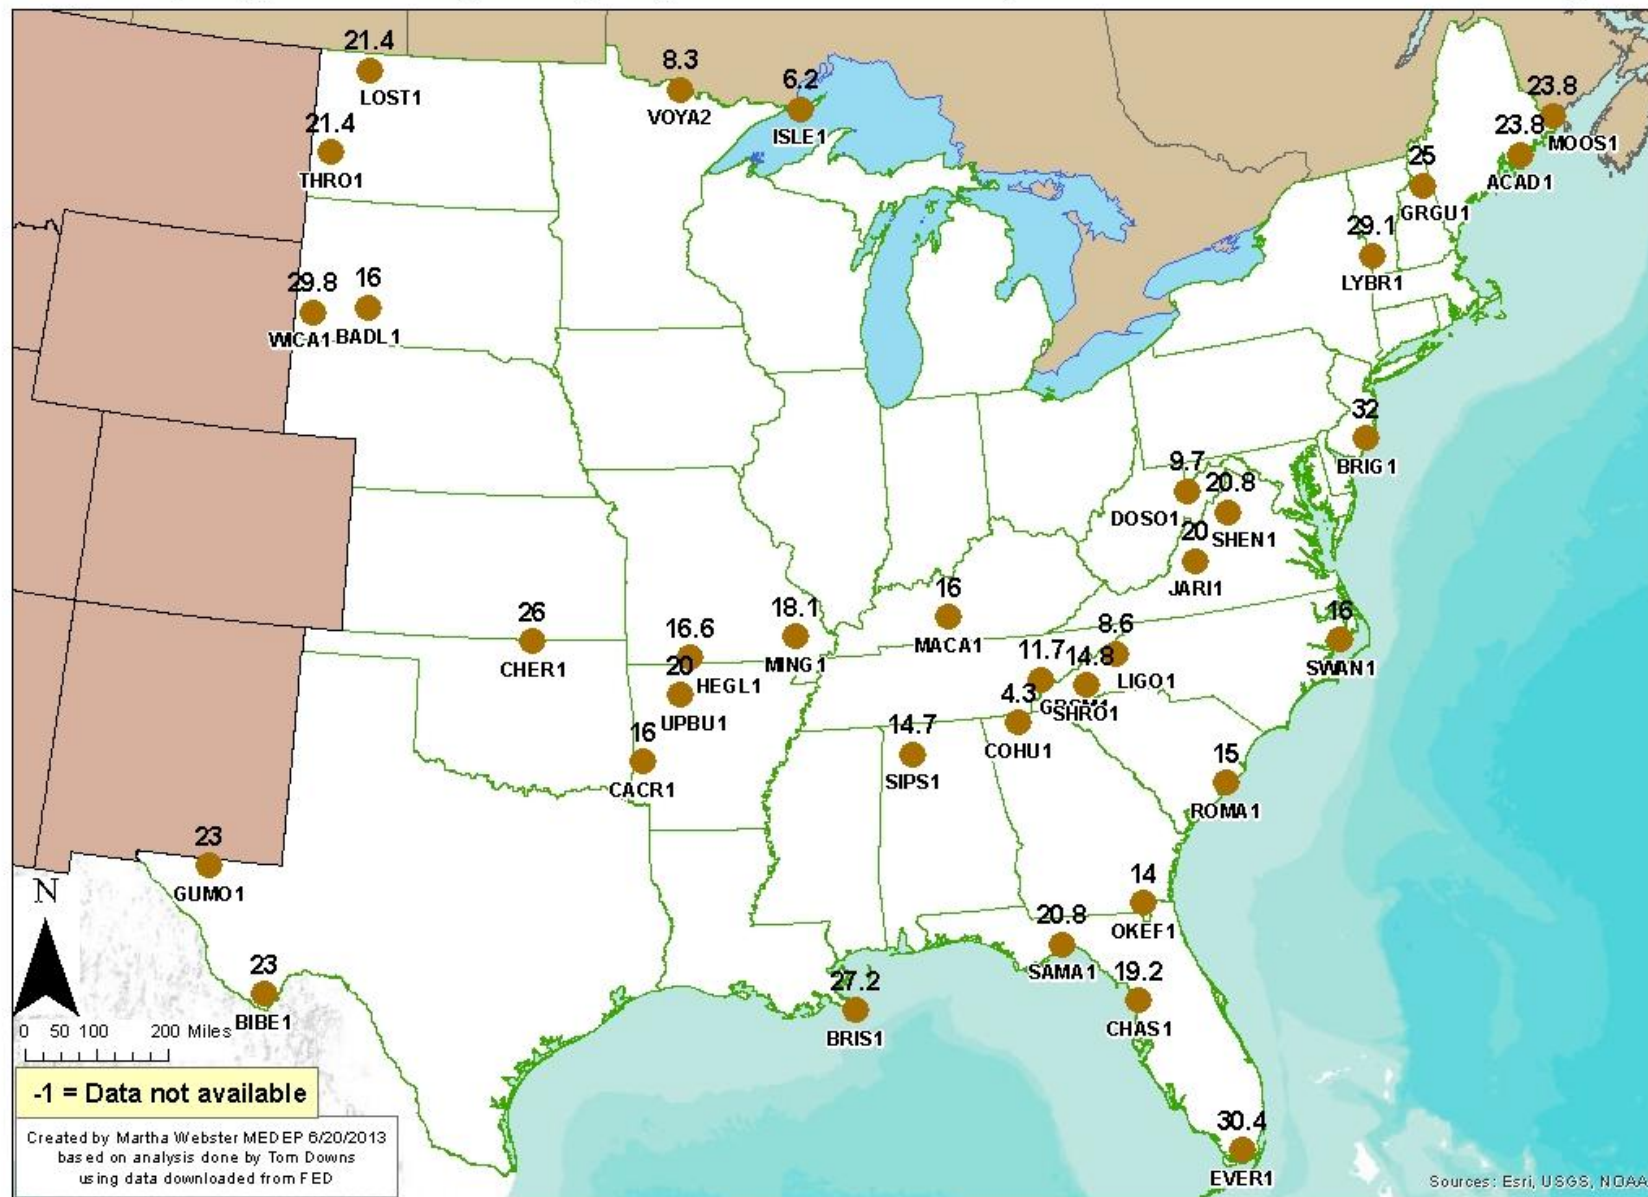 21.4
LOST1
8.3
VOYA2
6.2
ISLE1
23.8
MOOS1
23.8
ACAD1
21.4
THRO1
25
GRGU1
29.1
LYBR1
29.8
WICA1
16
BADL1
32
BRIG1
9.7
DOSO1
20.8
SHEN1
20
JARI1
16
MACA1
18.1
MING1
26
CHER1
16.6
HEGL1
20
UPBU1
16
CACR1
8.6
LIGO1
11.7
14.8
SHRO1
4.3
COHU1
16
SWAN1
14.7
SIPS1
15
ROMA1
23
GUMO1
14
OKEF1
20.8
SAMA1
19.2
CHAS1
23
BIBE1
27.2
BRIS1
30.4
EVER1
N
0 50 100 200 Miles
-1 = Data not available
Created by Martha Webster MEDEP 6/20/2013
based on analysis done by Tom Downs
using data downloaded from FED
Sources: Esri, USGS, NOAA